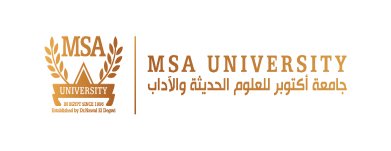 MSA
UNIVERSITY
IN EGYPT SINCE 1996
Established by Dr.Nawal El Degwi
MSA UNIVERSITY
جامعة أكتوبر للعلوم الحديثة والآداب